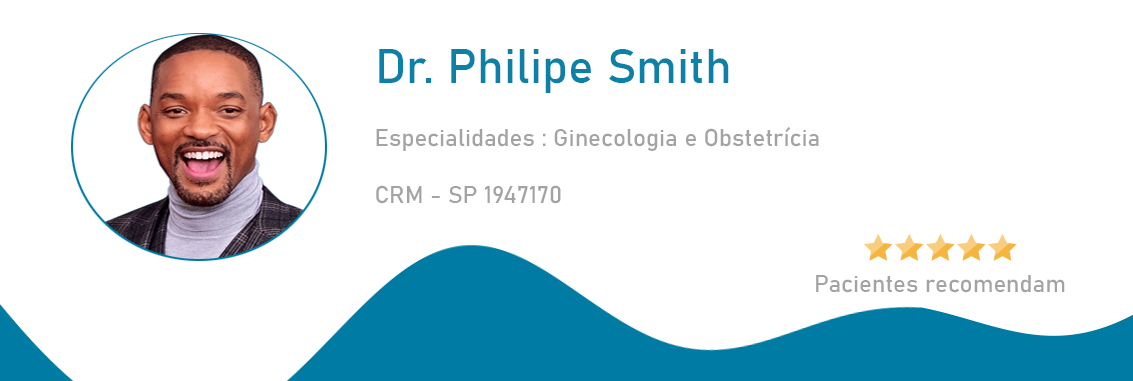 Dr. Philipe Smith
Especialidades : Ginecologia e Obstetrícia
CRM - SP 1947170
Pacientes recomendam